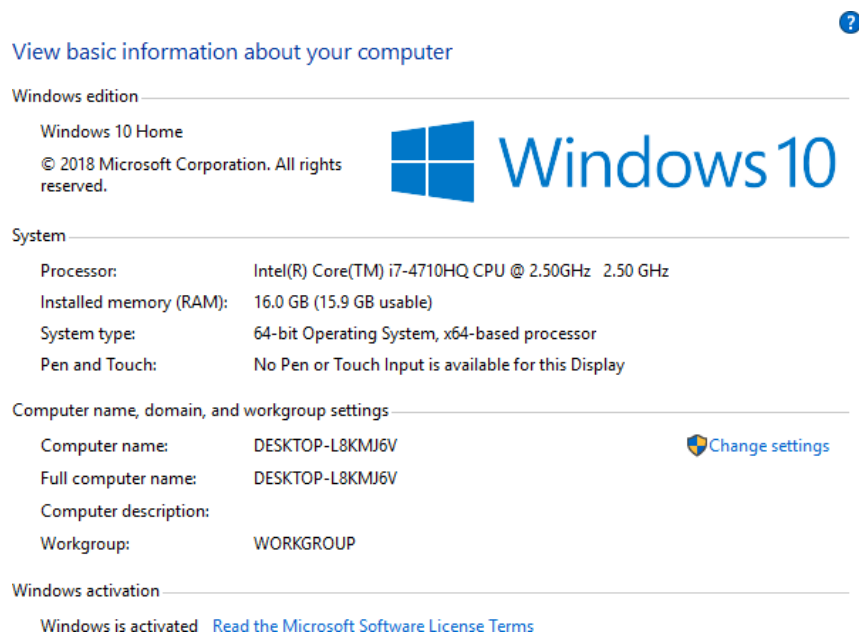 ?
View basic information about your computer
Windows edition
Windows 10 Home
© 2018 Microsoft Corporation. All rights
reserved.
Windows 10
System
Processor: Intel(R) Core(TM) i7-4710HQ CPU @ 2.50GHz 2.50 GHz
Installed memory (RAM): 16.0 GB (15.9 GB usable)
System type: 64-bit Operating System, x64-based processor
Pen and Touch: No Pen or Touch Input is available for this Display
Computer name, domain, and workgroup settings
Computer name: DESKTOP-L8KMJ6V Change settings
Full computer name: DESKTOP-L8KMJ6V
Computer description:
Workgroup: WORKGROUP
Windows activation
Windows is activated Read the Microsoft Software License Terms